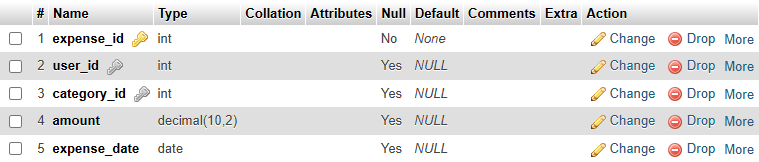 # Name Type Collation Attributes Null Default Comments Extra Action
1 expense_id int No None Change Drop More
2 user_id int Yes NULL Change Drop More
3 category_id int Yes NULL Change Drop More
4 amount decimal(10,2) Yes NULL Change Drop More
5 expense_date date Yes NULL Change Drop More